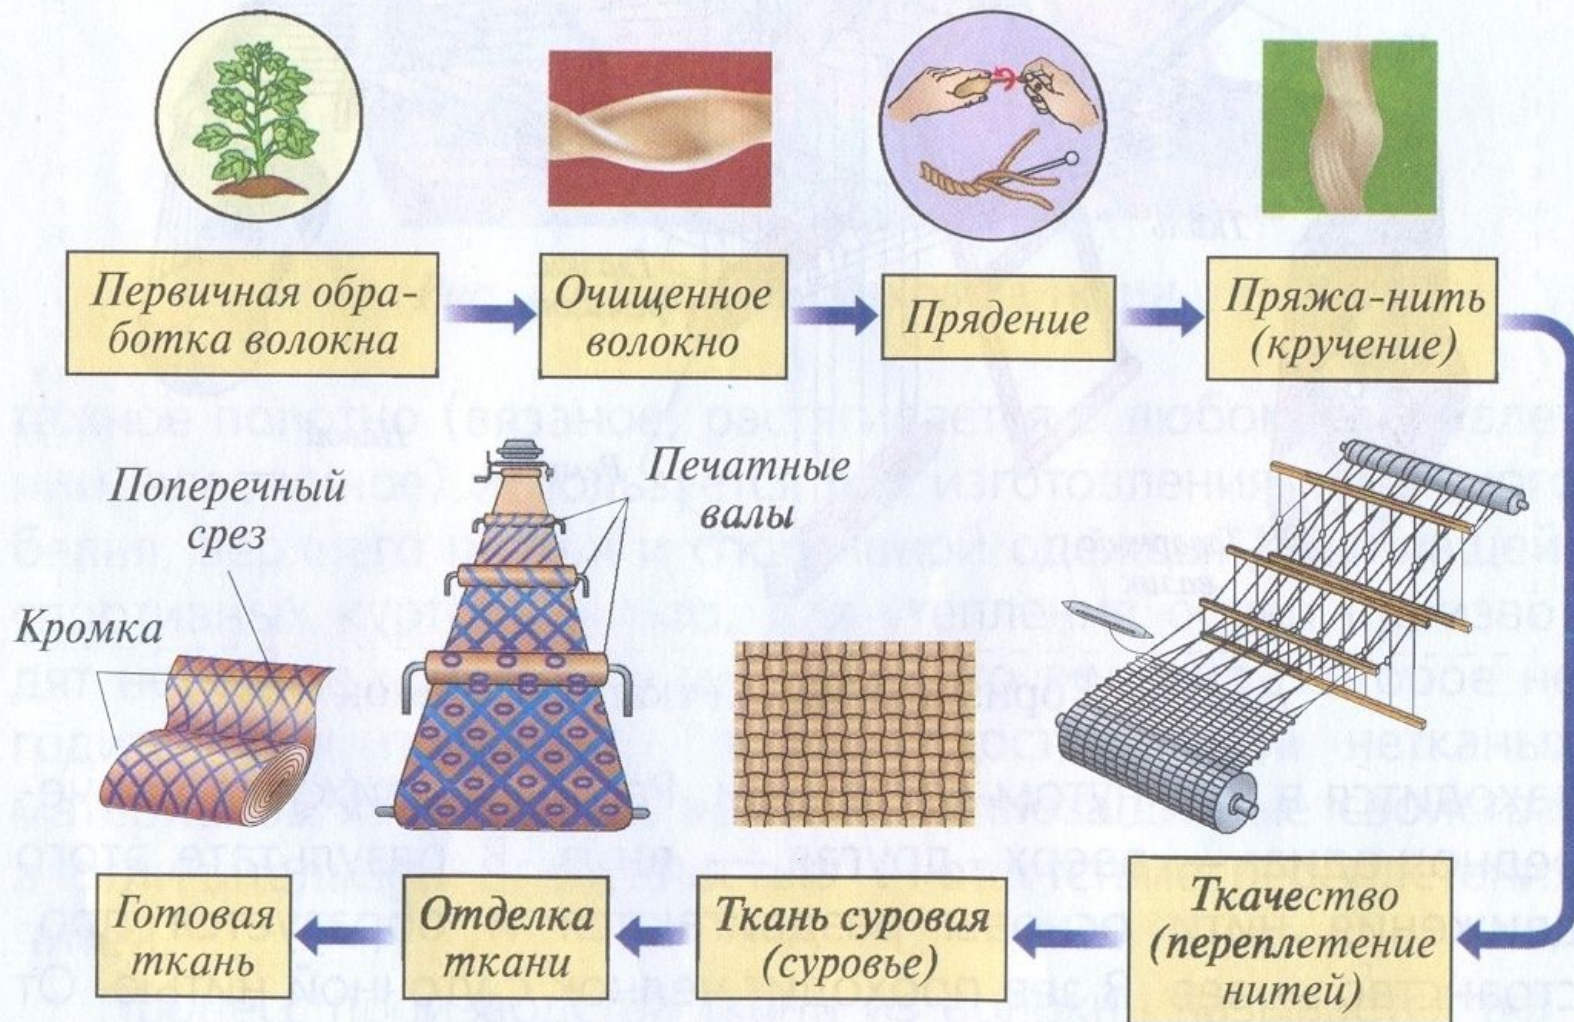 Первичная обра-
ботка волокна
Очищенное
волокно
Прядение
Пряжа-нить
(кручение)
Поперечный
срез
Печатные
валы
Кромка
Готовая
ткань
Отделка
ткани
Ткань суровая
(суровье)
Ткачество
(переплетение
нитей)